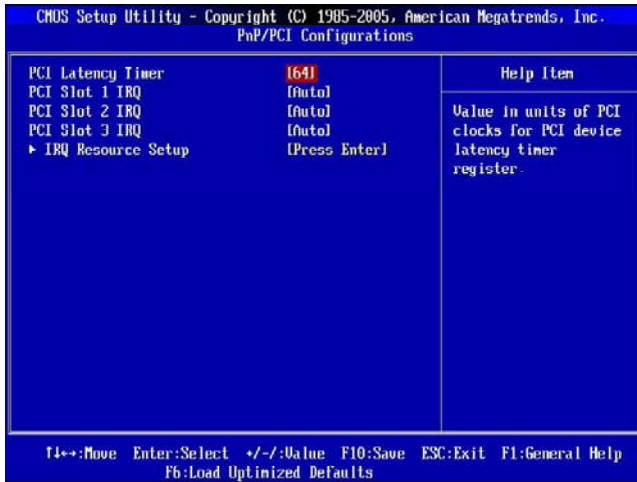 CMOS Setup Utility - Copyright (C) 1985-2005, American Megatrends, Inc.
PnP/PCI Configurations
PCI Latency Timer [64]
PCI Slot 1 IRQ [Auto]
PCI Slot 2 IRQ [Auto]
PCI Slot 3 IRQ [Auto]
► IRQ Resource Setup [Press Enter]
Help Item
Value in units of PCI
clocks for PCI device
latency timer
register.
↑↓←→:Move Enter:Select +/-/:Value F10:Save ESC:Exit F1:General Help
F6:Load Optimized Defaults